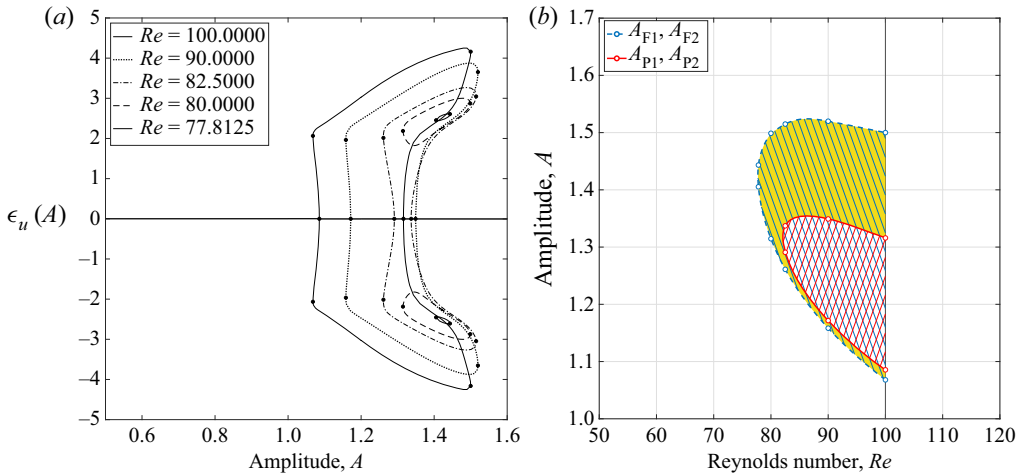 (a)
5
4
3
2
1
0
−1
−2
−3
−4
−5
ϵu (A)
Re = 100.0000
Re = 90.0000
Re = 82.5000
Re = 80.0000
Re = 77.8125
0.6 0.8 1.0 1.2 1.4 1.6
Amplitude, A
(b)
1.7
1.6
1.5
1.4
1.3
1.2
1.1
1.0
Amplitude, A
AF1, AF2
AP1, AP2
50 60 70 80 90 100 110 120
Reynolds number, Re